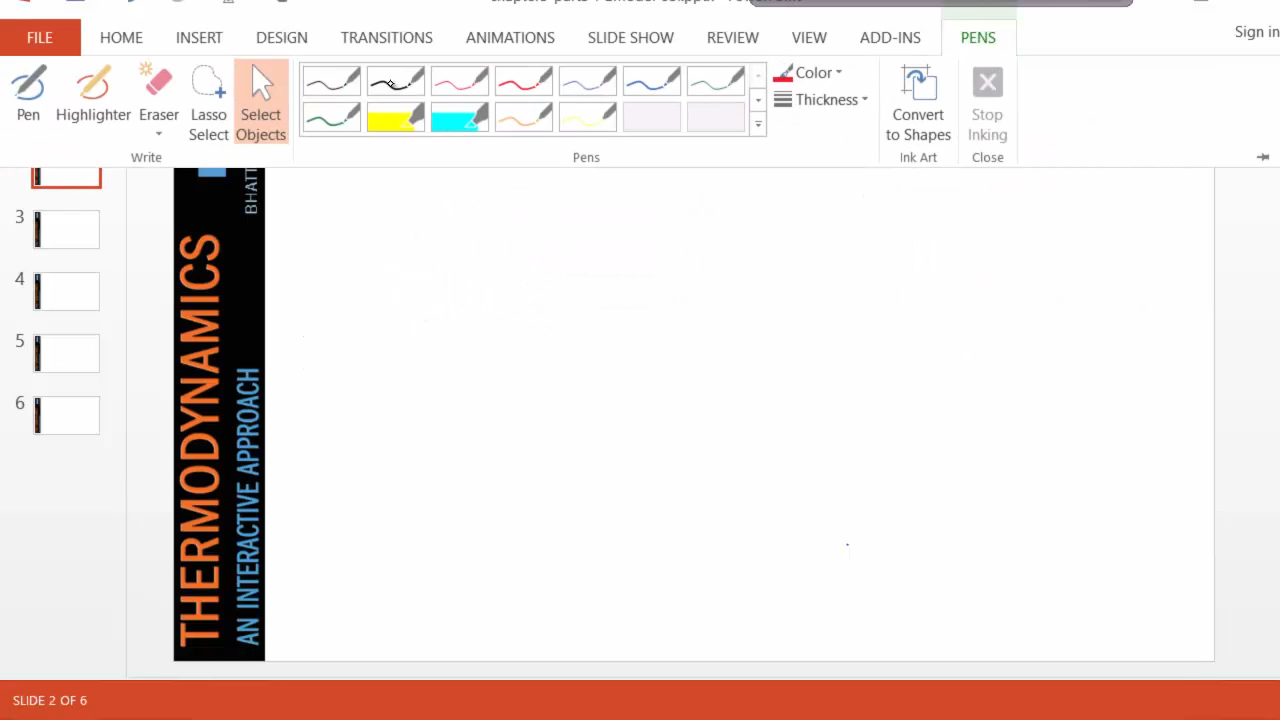 FILE HOME INSERT DESIGN TRANSITIONS ANIMATIONS SLIDE SHOW REVIEW VIEW ADD-INS PENS Sign in
Pen Highlighter Eraser Lasso Select Select Objects
Color
Thickness
Convert to Shapes
Stop Inking
Write Pens Ink Art Close
3
4
5
6
THERMODYNAMICS
AN INTERACTIVE APPROACH
SLIDE 2 OF 6